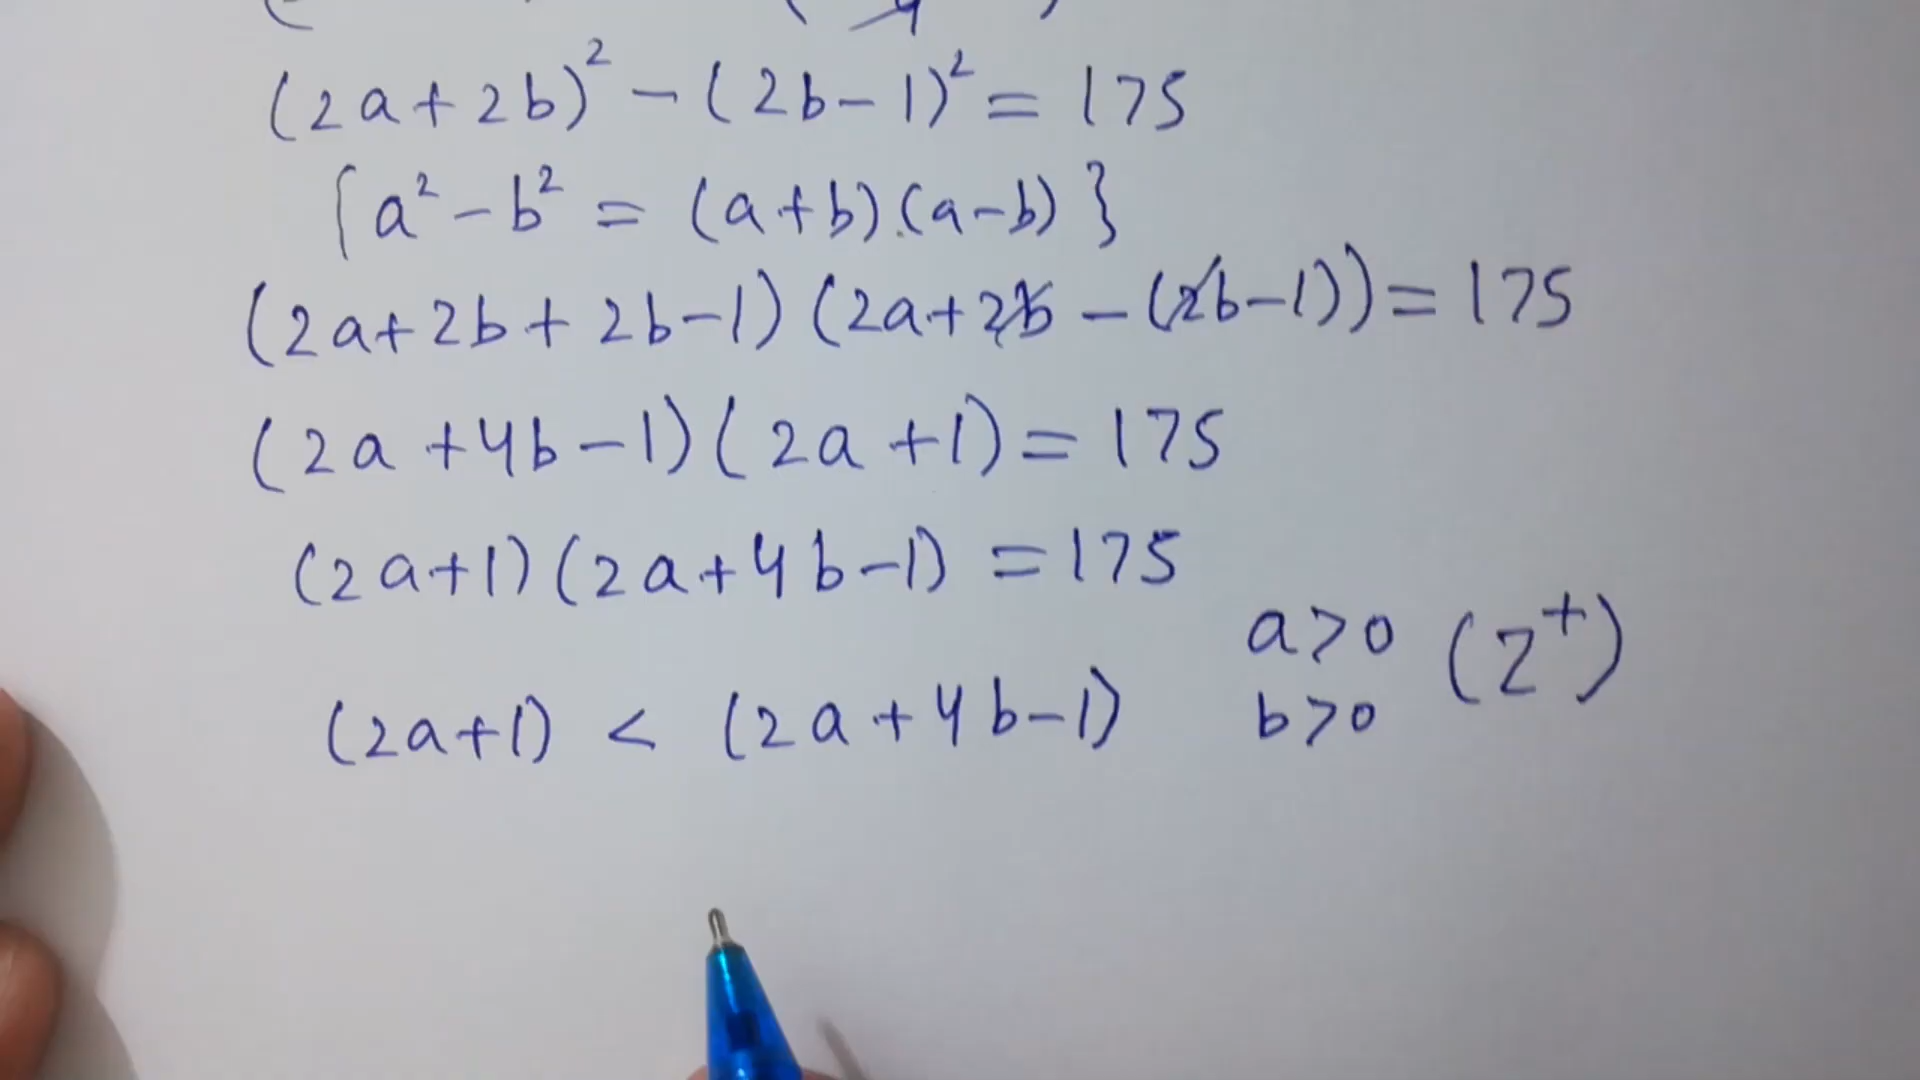 (2a+2b)² - (2b-1)² = 175
{a² - b² = (a+b).(a-b)}
(2a+2b+2b-1)(2a+2b-(2b-1)) = 175
(2a+4b-1)(2a+1) = 175
(2a+1)(2a+4b-1) = 175
a>0 (Z⁺)
(2a+1) < (2a+4b-1) b>0